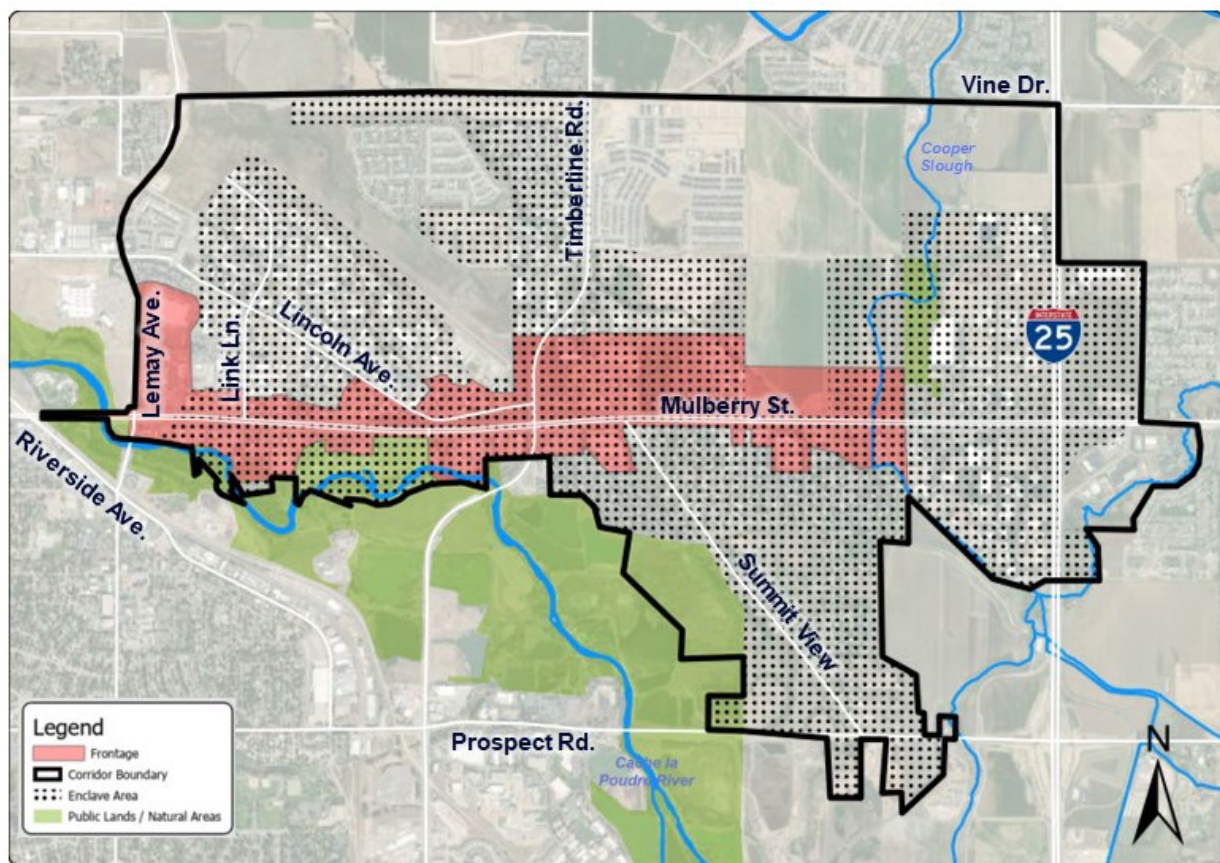 Vine Dr.
Cooper
Slough
Timberline Rd.
Lemay Ave.
Link Ln
Lincoln Ave.
INTERSTATE
25
Mulberry St.
Riverside Ave.
Summit View
Prospect Rd.
Cache la
Poudre River
N
Legend
Frontage
Corridor Boundary
Enclave Area
Public Lands / Natural Areas